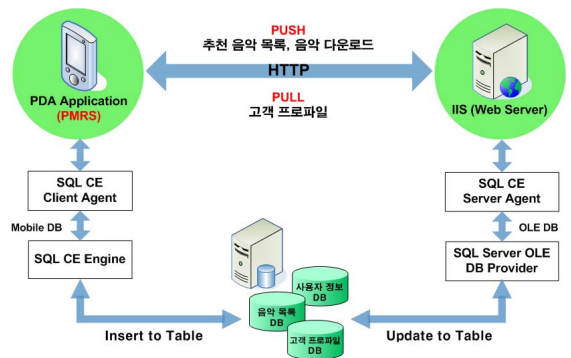 PUSH
추천 음악 목록, 음악 다운로드
HTTP
PULL
고객 프로파일
PDA Application
(PMRS)
IIS (Web Server)
SQL CE
Client Agent
SQL CE
Server Agent
Mobile DB
OLE DB
SQL CE Engine
SQL Server OLE
DB Provider
사용자 정보
DB
음악 목록
DB
고객 프로파일
DB
Insert to Table
Update to Table